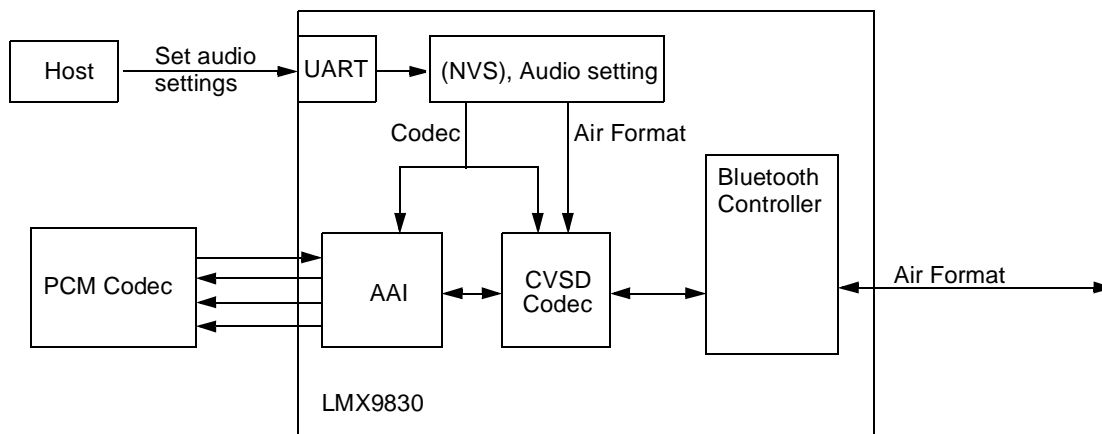 Host
Set audio
settings
UART
(NVS), Audio setting
Codec
Air Format
Bluetooth
Controller
PCM Codec
AAI
CVSD
Codec
Air Format
LMX9830